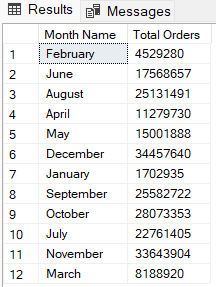 Results Messages
Month Name Total Orders
1 February 4529280
2 June 17568657
3 August 25131491
4 April 11279730
5 May 15001888
6 December 34457640
7 January 1702935
8 September 25582722
9 October 28073353
10 July 22761405
11 November 33643904
12 March 8188920